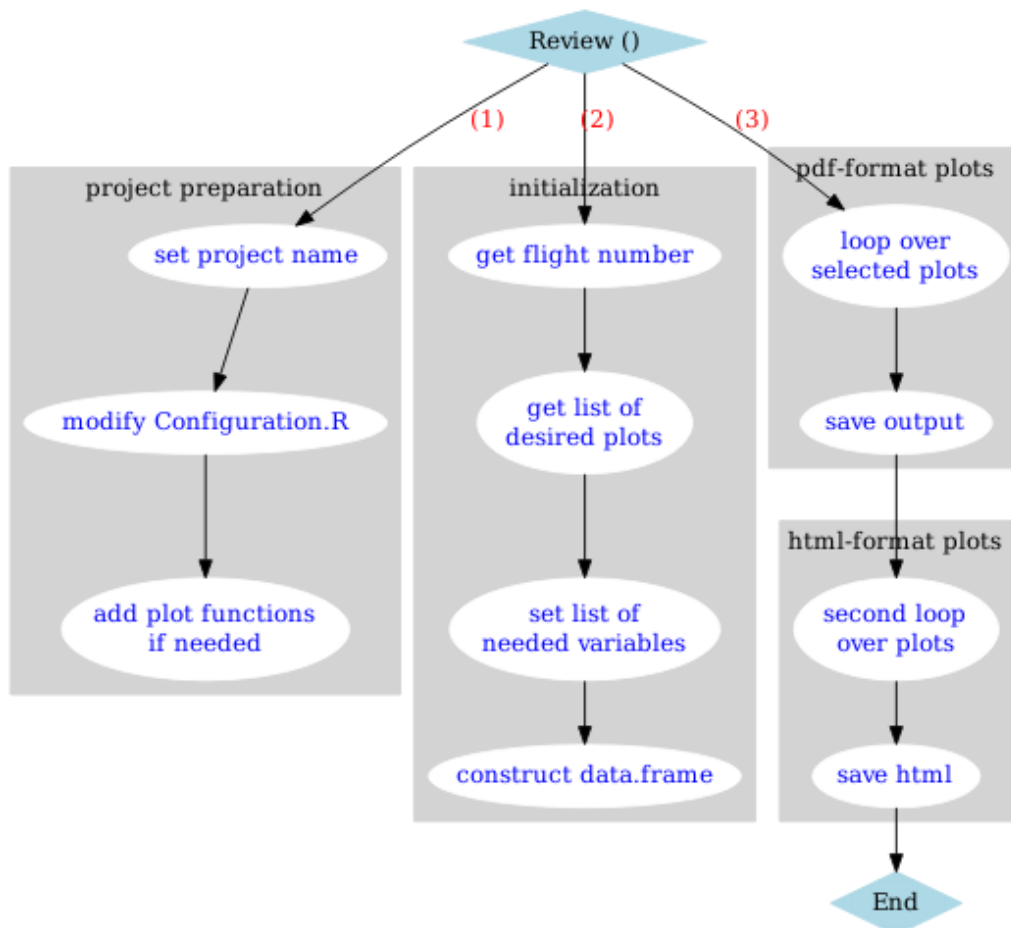 Review ()
(1)
(2)
(3)
project preparation
set project name
modify Configuration.R
add plot functions
if needed
initialization
get flight number
get list of
desired plots
set list of
needed variables
construct data.frame
pdf-format plots
loop over
selected plots
save output
html-format plots
second loop
over plots
save html
End